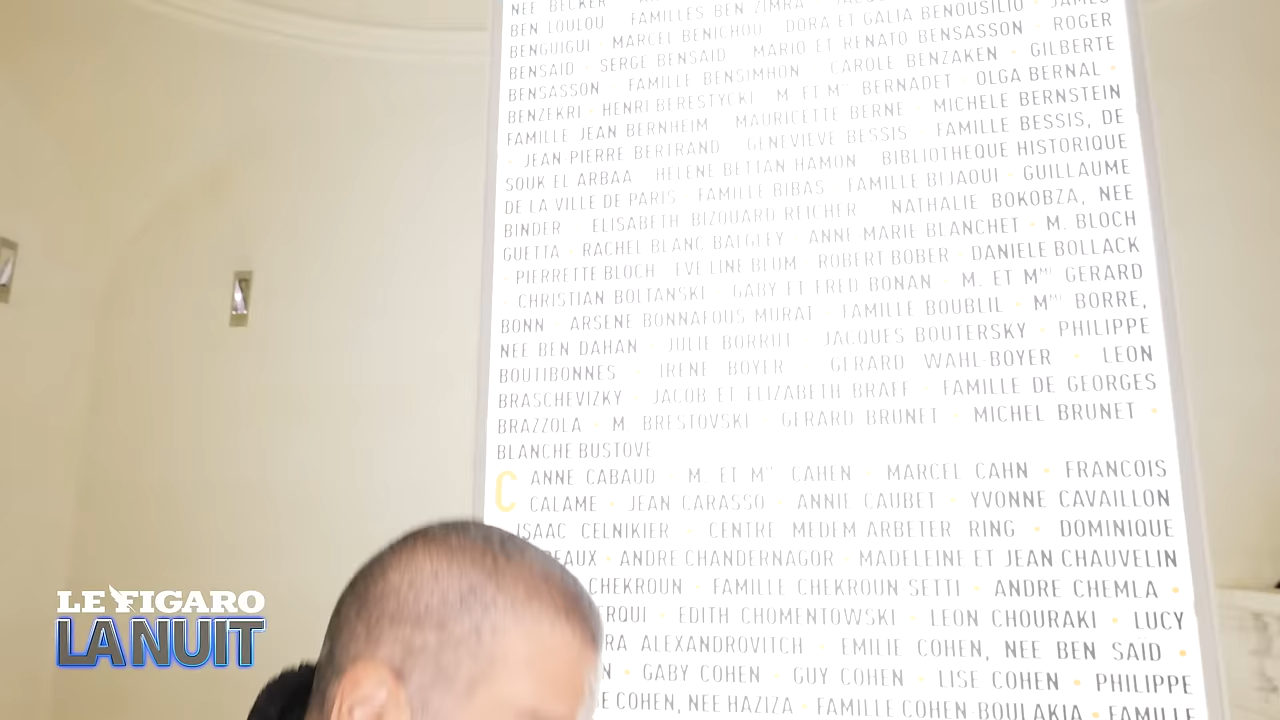 NEE BECKER
BEN LOULOU FAMILLES BEN ZIMRA JAMES
BENGUIGUI · MARCEL BENICHOU DORA ET GALIA BENOUSILIO · ROGER
BENSAID · SERGE BENSAID MARIO ET RENATO BENSASSON · GILBERTE
BENSASSON FAMILLE BENSIMHON CAROLE BENZAKEN
BENZEKRI · HENRI BERESTYCKI M. ET Mᵐᵉ BERNADET OLGA BERNAL ·
FAMILLE JEAN BERNHEIM MAURICETTE BERNE MICHELE BERNSTEIN
· JEAN-PIERRE BERTRAND GENEVIEVE BESSIS FAMILLE BESSIS, DE
SOUK EL ARBAA HELENE BETTAN HAMON BIBLIOTHEQUE HISTORIQUE
DE LA VILLE DE PARIS FAMILLE BIBAS FAMILLE BIJAOUI · GUILLAUME
BINDER ELISABETH BIZOUARD REICHER NATHALIE BOKOBZA, NEE
GUETTA · RACHEL BLANC BALGLEY ANNE MARIE BLANCHET · M. BLOCH
· PIERRETTE BLOCH EVELINE BLUM ROBERT BOBER DANIELE BOLLACK
· CHRISTIAN BOLTANSKI GABY ET FRED BONAN · M. ET Mᵐᵉ GERARD
BONN ARSENE BONNAFOUS MURAT FAMILLE BOUBLIL · Mᵐᵉ BORRE,
NEE BEN DAHAN JULIE BORRUT JACQUES BOUTERSKY · PHILIPPE
BOUTIBONNES · IRENE BOYER GERARD WAHL-BOYER · LEON
BRASCHEVIZKY · JACOB ET ELIZABETH BRAFF · FAMILLE DE GEORGES
BRAZZOLA · M BRESTOVSKI GERARD BRUNET · MICHEL BRUNET ·
BLANCHE BUSTOVE
C ANNE CABAUD M. ET Mᵐᵉ CAHEN · MARCEL CAHN · FRANCOIS
CALAME · JEAN CARASSO · ANNIE CAUBET · YVONNE CAVAILLON
ISAAC CELNIKIER · CENTRE MEDEM ARBETER RING · DOMINIQUE
EAUX · ANDRE CHANDERNAGOR · MADELEINE ET JEAN CHAUVELIN
CHEKROUN · FAMILLE CHEKROUN SETTI · ANDRE CHEMLA ·
RQUI · EDITH CHOMENTOWSKI · LEON CHOURAKI · LUCY
RA ALEXANDROVITCH · EMILIE COHEN, NEE BEN SAÏD ·
N · GABY COHEN · GUY COHEN · LISE COHEN · PHILIPPE
E COHEN, NEE HAZIZA · FAMILLE COHEN-BOULAKIA · FAMILLE
LE FIGARO
LA NUIT